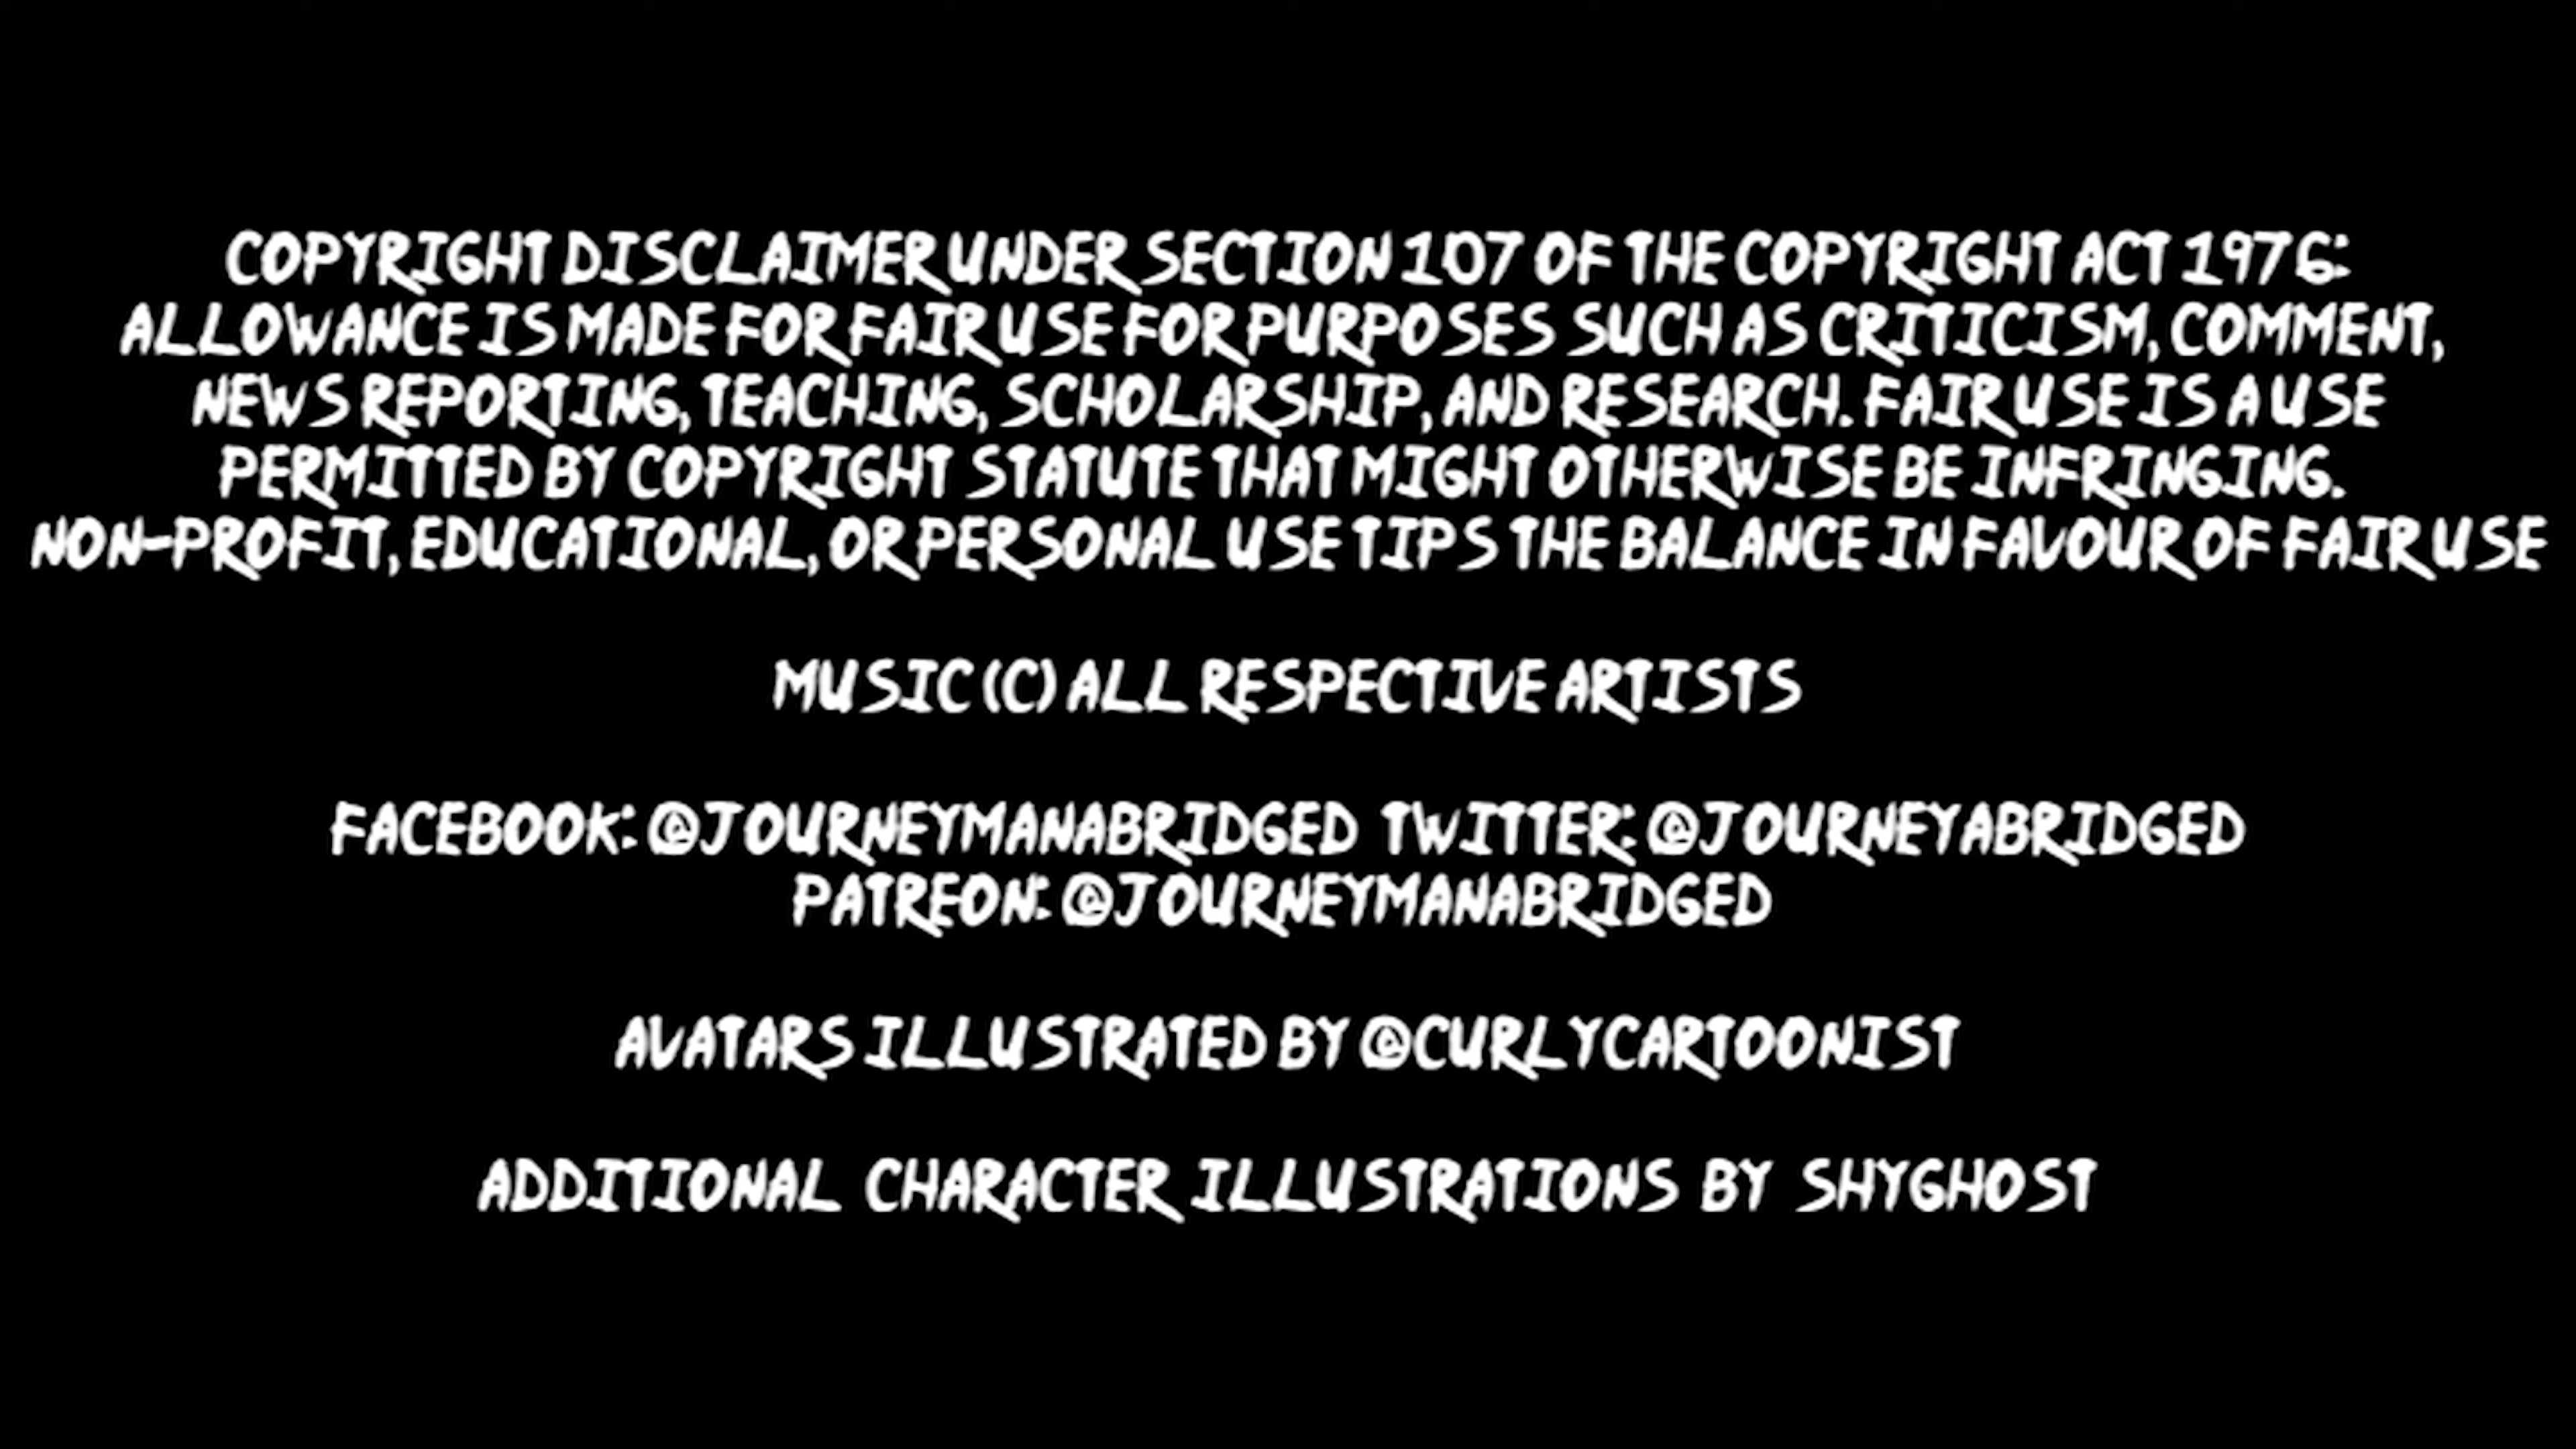 COPYRIGHT DISCLAIMER UNDER SECTION 107 OF THE COPYRIGHT ACT 1976:
ALLOWANCE IS MADE FOR FAIR USE FOR PURPOSES SUCH AS CRITICISM, COMMENT,
NEWS REPORTING, TEACHING, SCHOLARSHIP, AND RESEARCH. FAIR USE IS A USE
PERMITTED BY COPYRIGHT STATUTE THAT MIGHT OTHERWISE BE INFRINGING.
NON-PROFIT, EDUCATIONAL, OR PERSONAL USE TIPS THE BALANCE IN FAVOUR OF FAIR USE
MUSIC (C) ALL RESPECTIVE ARTISTS
FACEBOOK: @JOURNEYMANABRIDGED TWITTER: @JOURNEYABRIDGED
PATREON: @JOURNEYMANABRIDGED
AVATARS ILLUSTRATED BY @CURLYCARTOONIST
ADDITIONAL CHARACTER ILLUSTRATIONS BY SHYGHOST